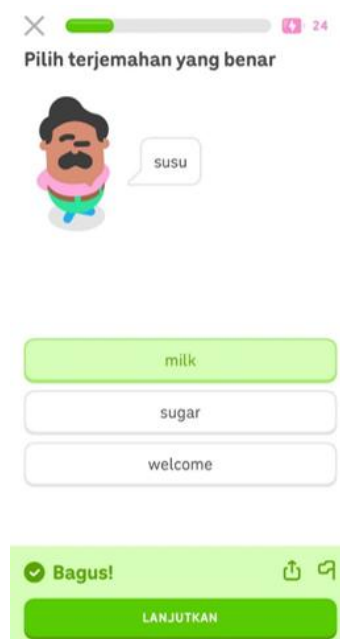 24
Pilih terjemahan yang benar
susu
milk
sugar
welcome
Bagus!
LANJUTKAN